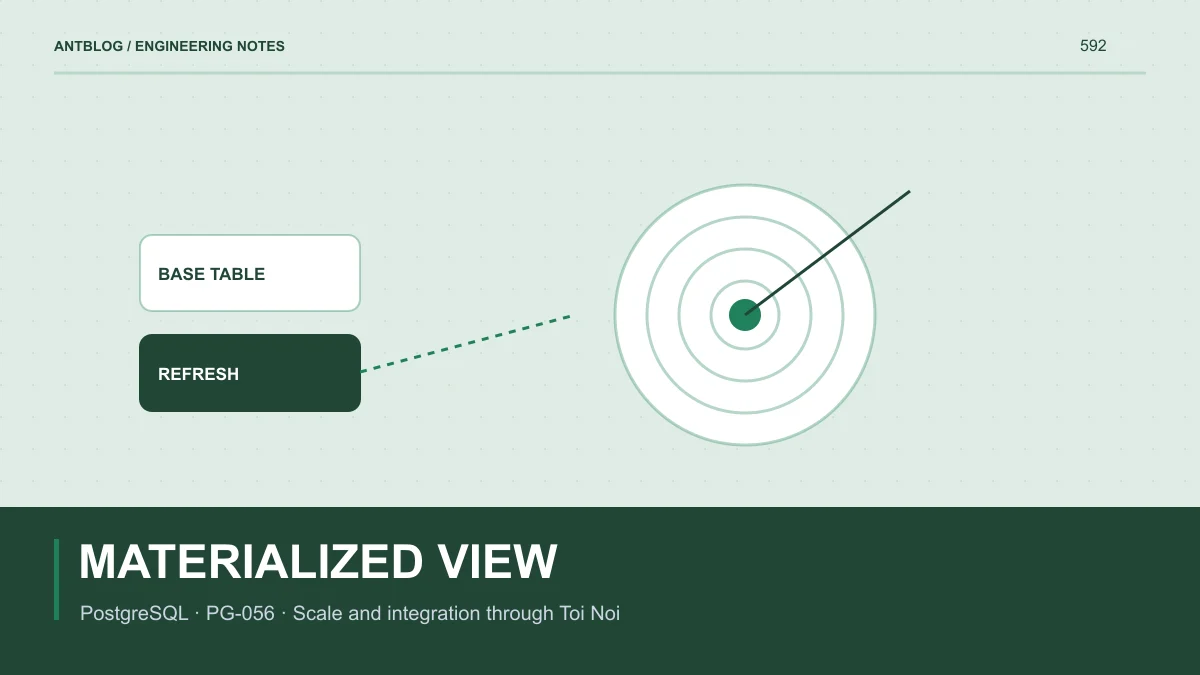 ANTBLOG / ENGINEERING NOTES
592
BASE TABLE
REFRESH
MATERIALIZED VIEW
PostgreSQL · PG-056 · Scale and integration through Toi Noi